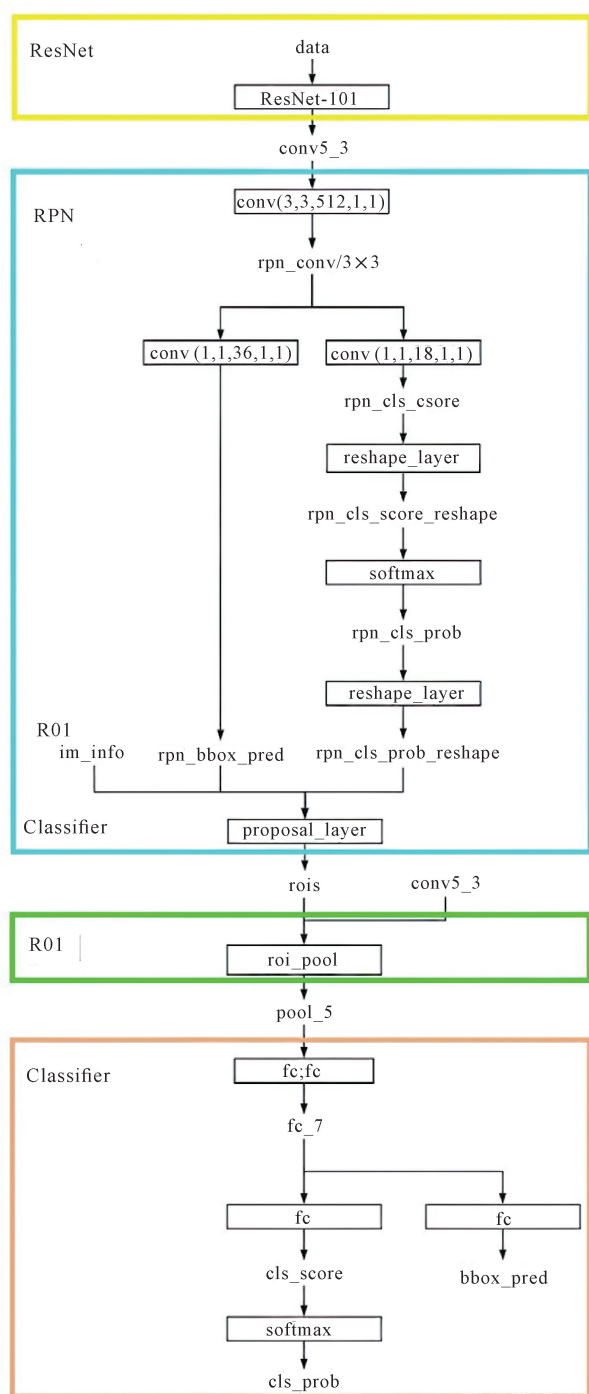 ResNet
data
ResNet-101
conv5_3
RPN
conv(3,3,512,1,1)
rpn_conv/3×3
conv (1,1,36,1,1)
conv (1,1,18,1,1)
rpn_cls_csore
reshape_layer
rpn_cls_score_reshape
softmax
rpn_cls_prob
reshape_layer
R01
im_info
rpn_bbox_pred
rpn_cls_prob_reshape
Classifier
proposal_layer
rois
conv5_3
R01
roi_pool
pool_5
Classifier
fc;fc
fc_7
fc
fc
cls_score
bbox_pred
softmax
cls_prob